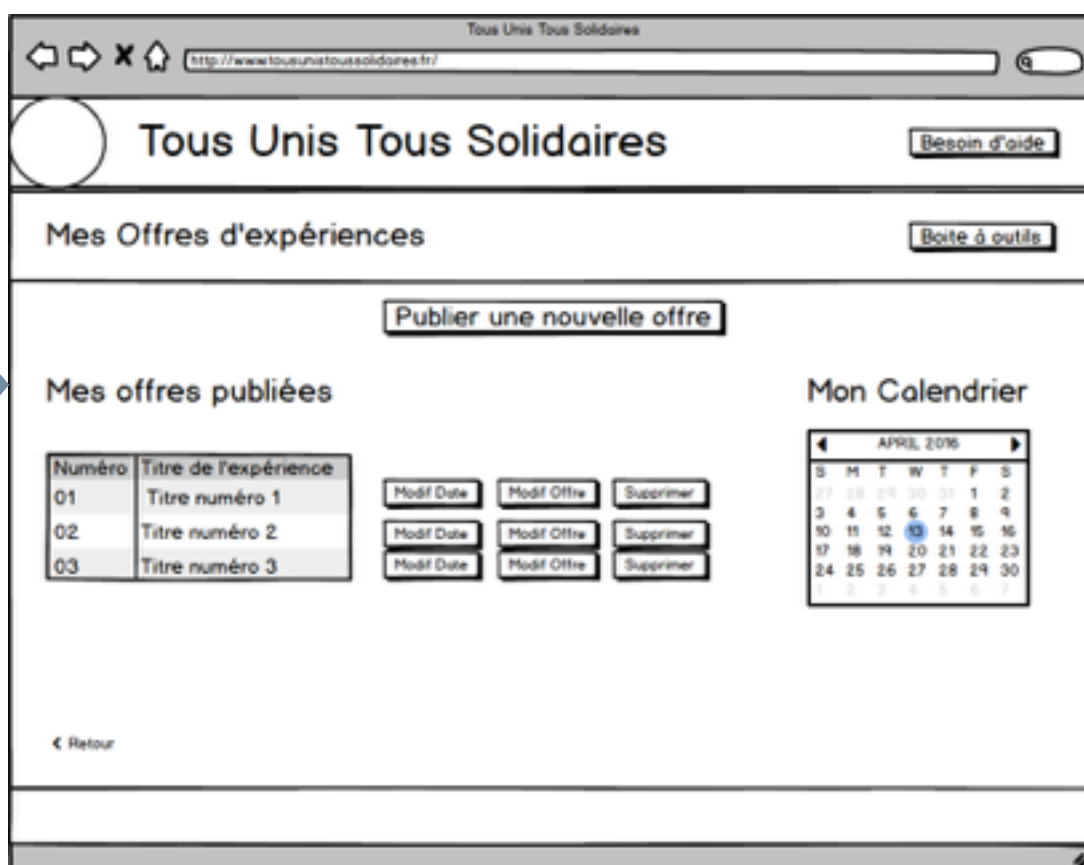 Tous Unis Tous Solidaires
http://www.tousunistoussolidaires.fr/
Tous Unis Tous Solidaires
Besoin d'aide
Mes Offres d'expériences
Boite à outils
Publier une nouvelle offre
Mes offres publiées
Mon Calendrier
Numéro Titre de l'expérience
01 Titre numéro 1 Modif Date Modif Offre Supprimer
02 Titre numéro 2 Modif Date Modif Offre Supprimer
03 Titre numéro 3 Modif Date Modif Offre Supprimer
APRIL 2016
S M T W T F S
27 28 29 30 31 1 2
3 4 5 6 7 8 9
10 11 12 13 14 15 16
17 18 19 20 21 22 23
24 25 26 27 28 29 30
1 2 3 4 5 6 7
Retour